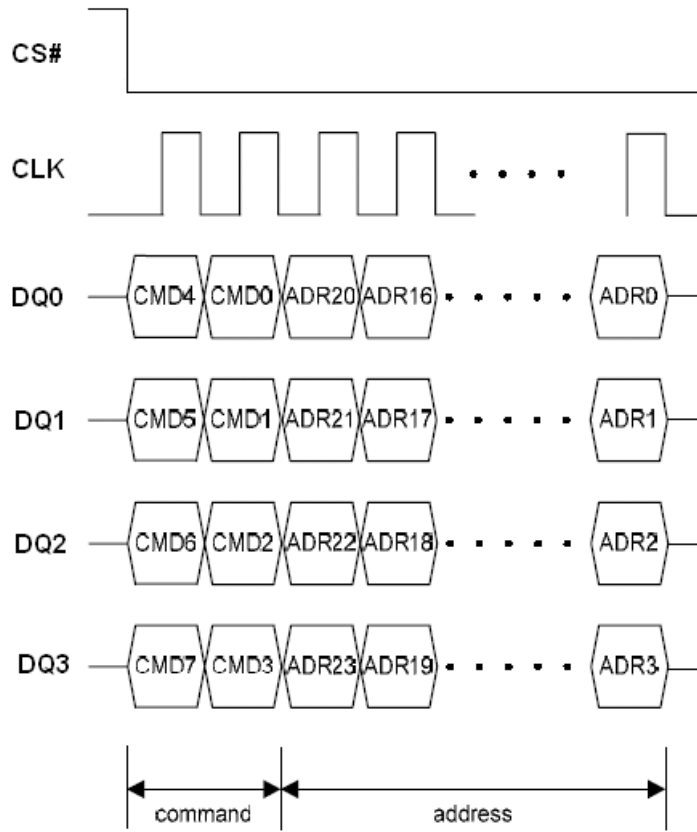 CS#
CLK
DQ0 CMD4 CMD0 ADR20 ADR16 ADR0
DQ1 CMD5 CMD1 ADR21 ADR17 ADR1
DQ2 CMD6 CMD2 ADR22 ADR18 ADR2
DQ3 CMD7 CMD3 ADR23 ADR19 ADR3
command address